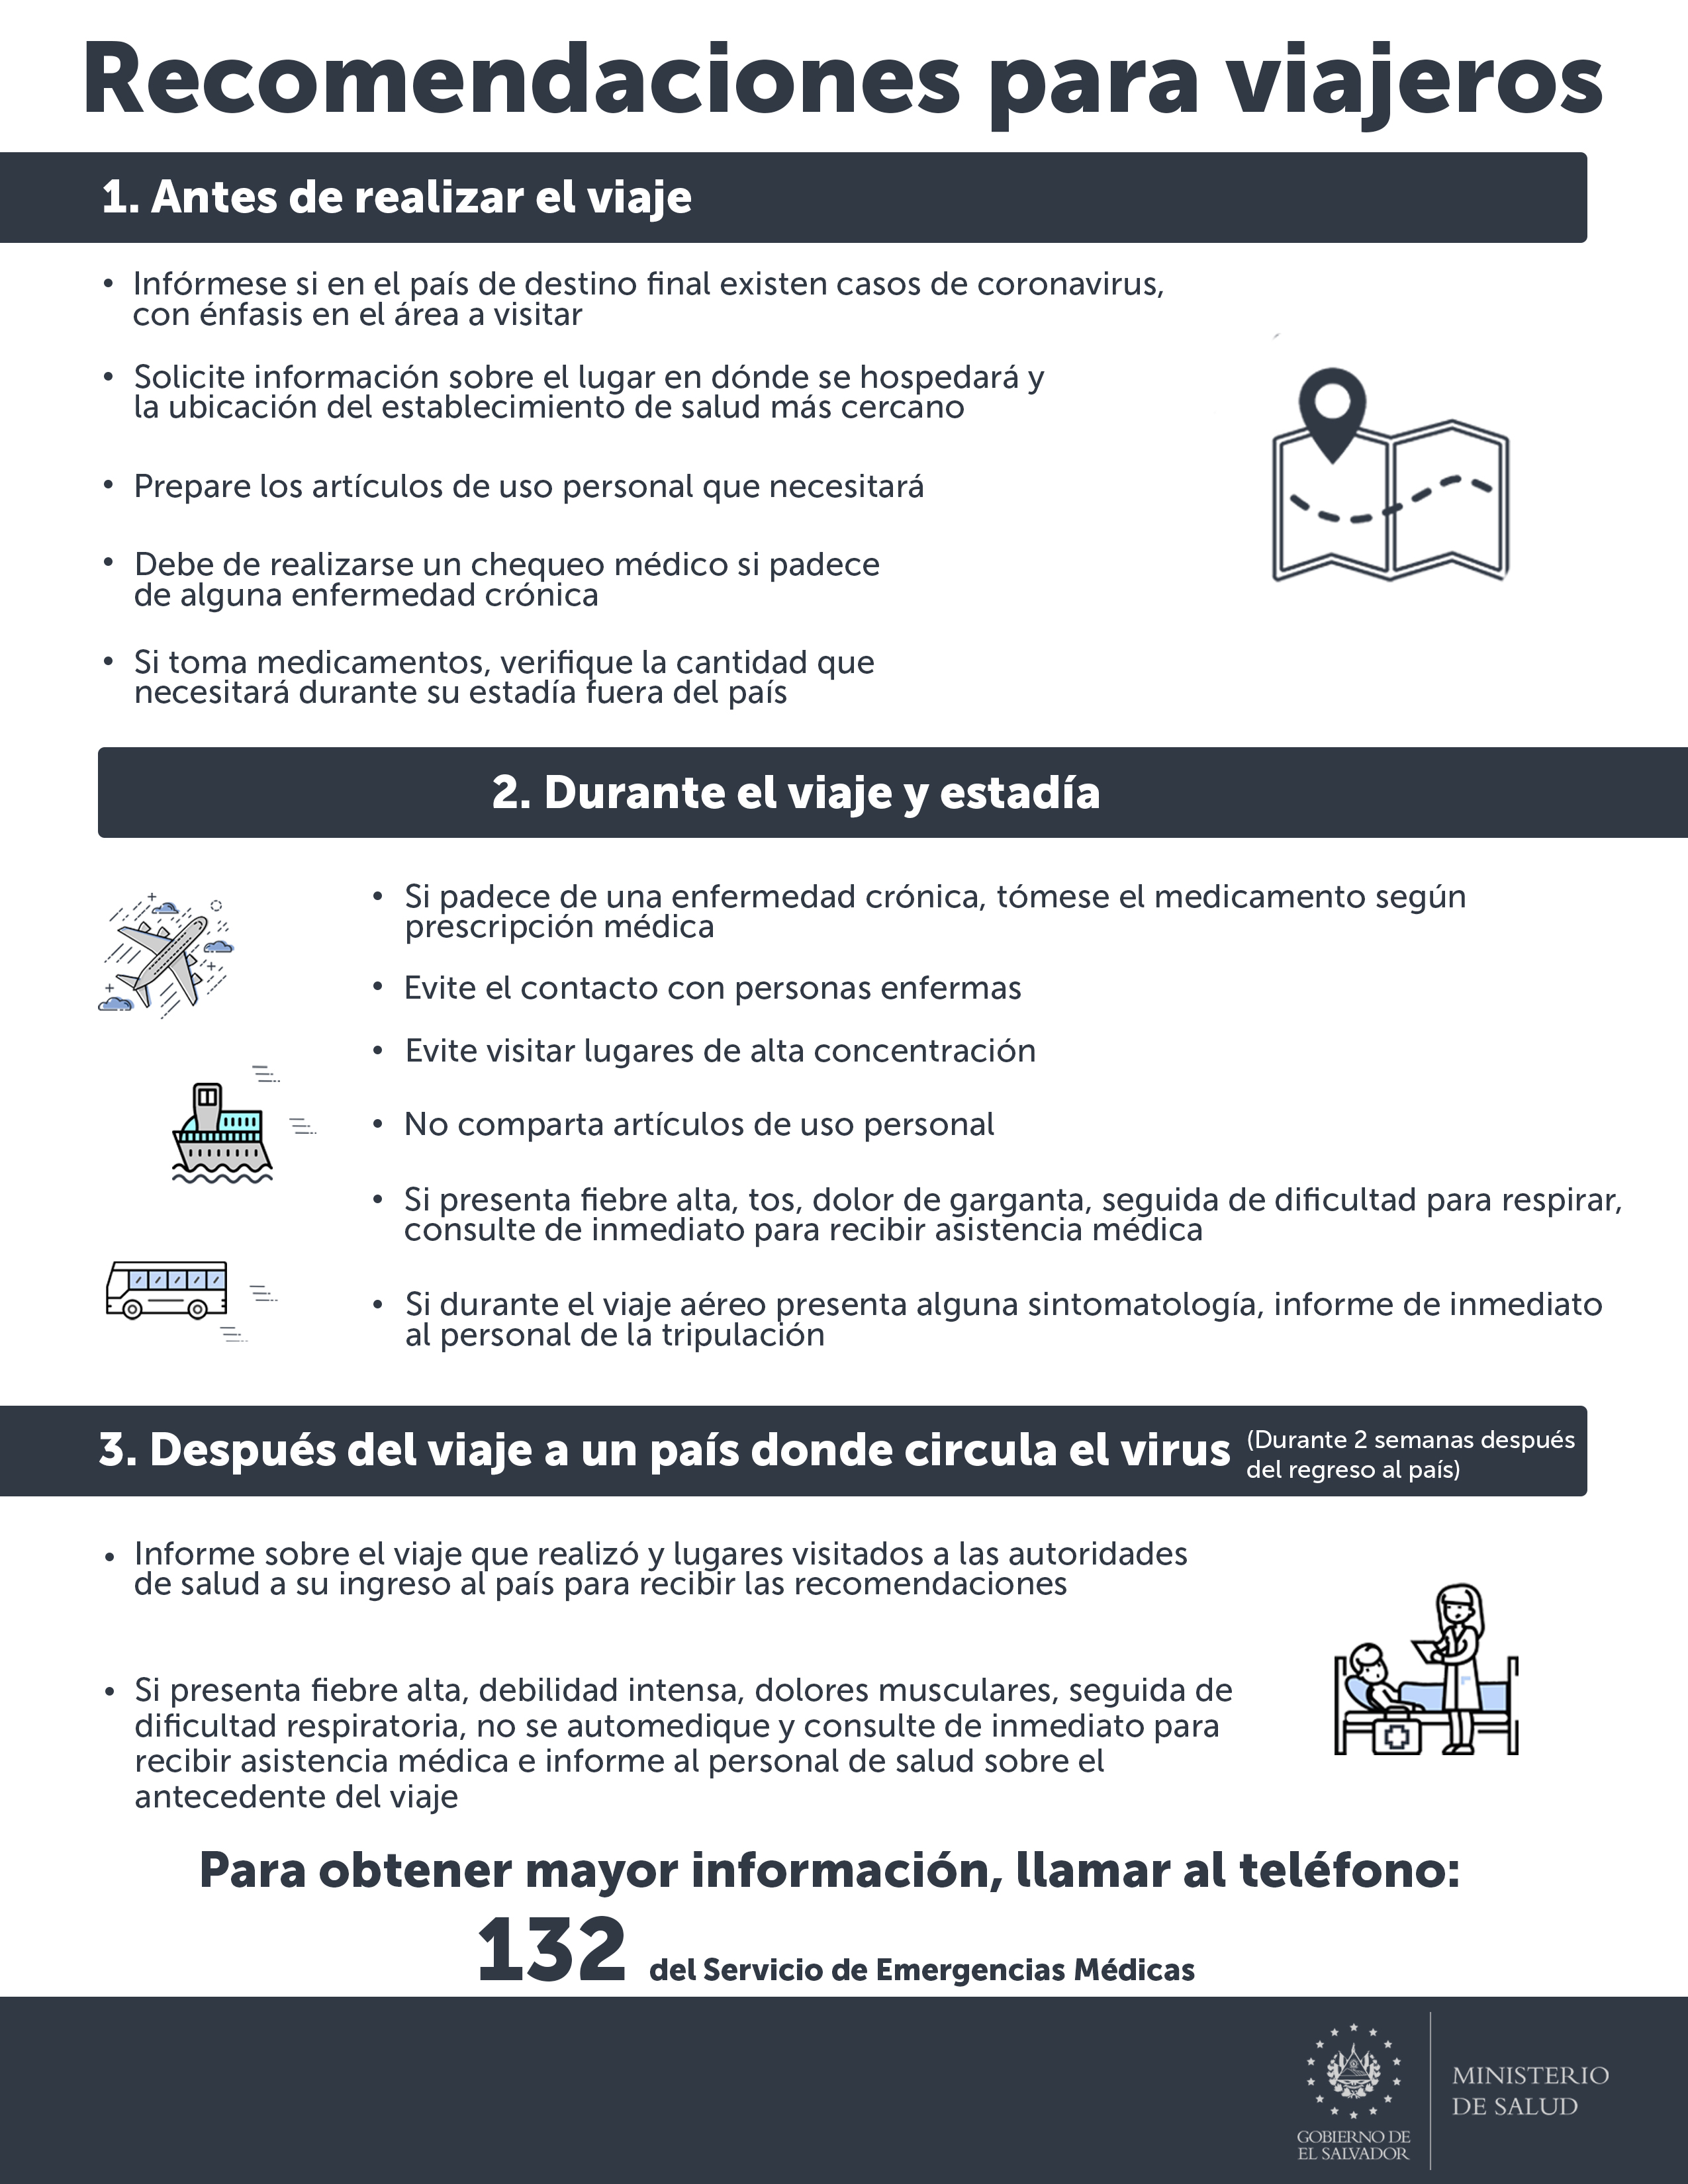 Recomendaciones para viajeros
1. Antes de realizar el viaje
• Infórmese si en el país de destino final existen casos de coronavirus,
con énfasis en el área a visitar
• Solicite información sobre el lugar en dónde se hospedará y
la ubicación del establecimiento de salud más cercano
• Prepare los artículos de uso personal que necesitará
• Debe de realizarse un chequeo médico si padece
de alguna enfermedad crónica
• Si toma medicamentos, verifique la cantidad que
necesitará durante su estadía fuera del país
2. Durante el viaje y estadía
• Si padece de una enfermedad crónica, tómese el medicamento según
prescripción médica
• Evite el contacto con personas enfermas
• Evite visitar lugares de alta concentración
• No comparta artículos de uso personal
• Si presenta fiebre alta, tos, dolor de garganta, seguida de dificultad para respirar,
consulte de inmediato para recibir asistencia médica
• Si durante el viaje aéreo presenta alguna sintomatología, informe de inmediato
al personal de la tripulación
3. Después del viaje a un país donde circula el virus (Durante 2 semanas después
del regreso al país)
• Informe sobre el viaje que realizó y lugares visitados a las autoridades
de salud a su ingreso al país para recibir las recomendaciones
• Si presenta fiebre alta, debilidad intensa, dolores musculares, seguida de
dificultad respiratoria, no se automedique y consulte de inmediato para
recibir asistencia médica e informe al personal de salud sobre el
antecedente del viaje
Para obtener mayor información, llamar al teléfono:
132 del Servicio de Emergencias Médicas
GOBIERNO DE
EL SALVADOR
MINISTERIO
DE SALUD